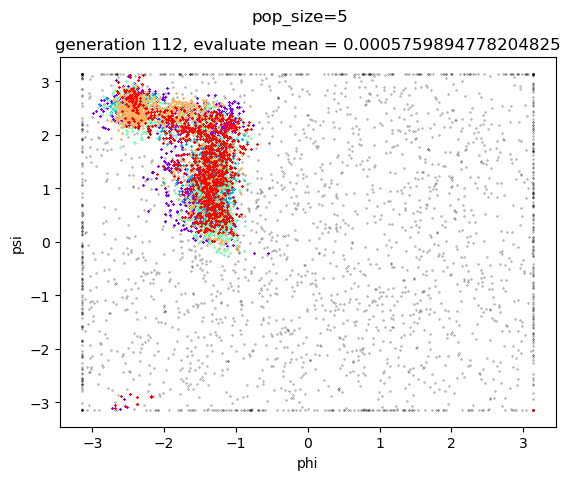 pop_size=5
generation 112, evaluate mean = 0.0005759894778204825
3
2
1
0
−1
−2
−3
psi
−3 −2 −1 0 1 2 3
phi